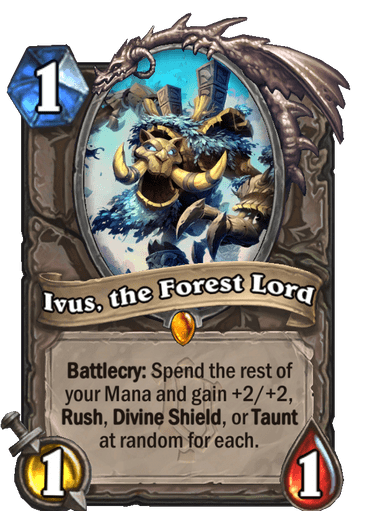 1
Ivus, the Forest Lord
Battlecry: Spend the rest of
your Mana and gain +2/+2,
Rush, Divine Shield, or Taunt
at random for each.
1
1